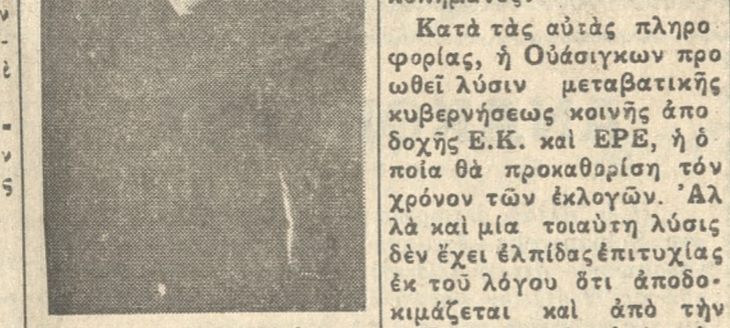 Κατὰ τὰς αὐτὰς πληρο
φορίας, ἡ Οὐάσιγκων προ
ωθεῖ λύσιν μεταβατικῆς
κυβερνήσεως κοινῆς ἀπο
δοχῆς Ε.Κ. καὶ ΕΡΕ, ἡ ὁ
ποία θὰ προκαθορίση τόν
χρόνον τῶν ἐκλογῶν. Ἀλ
λὰ καὶ μία τοιαύτη λύσις
δὲν ἔχει ἐλπίδας ἐπιτυχίας
ἐκ τοῦ λόγου ὅτι ἀποδο-
κιμάζεται καὶ ἀπὸ τὴν